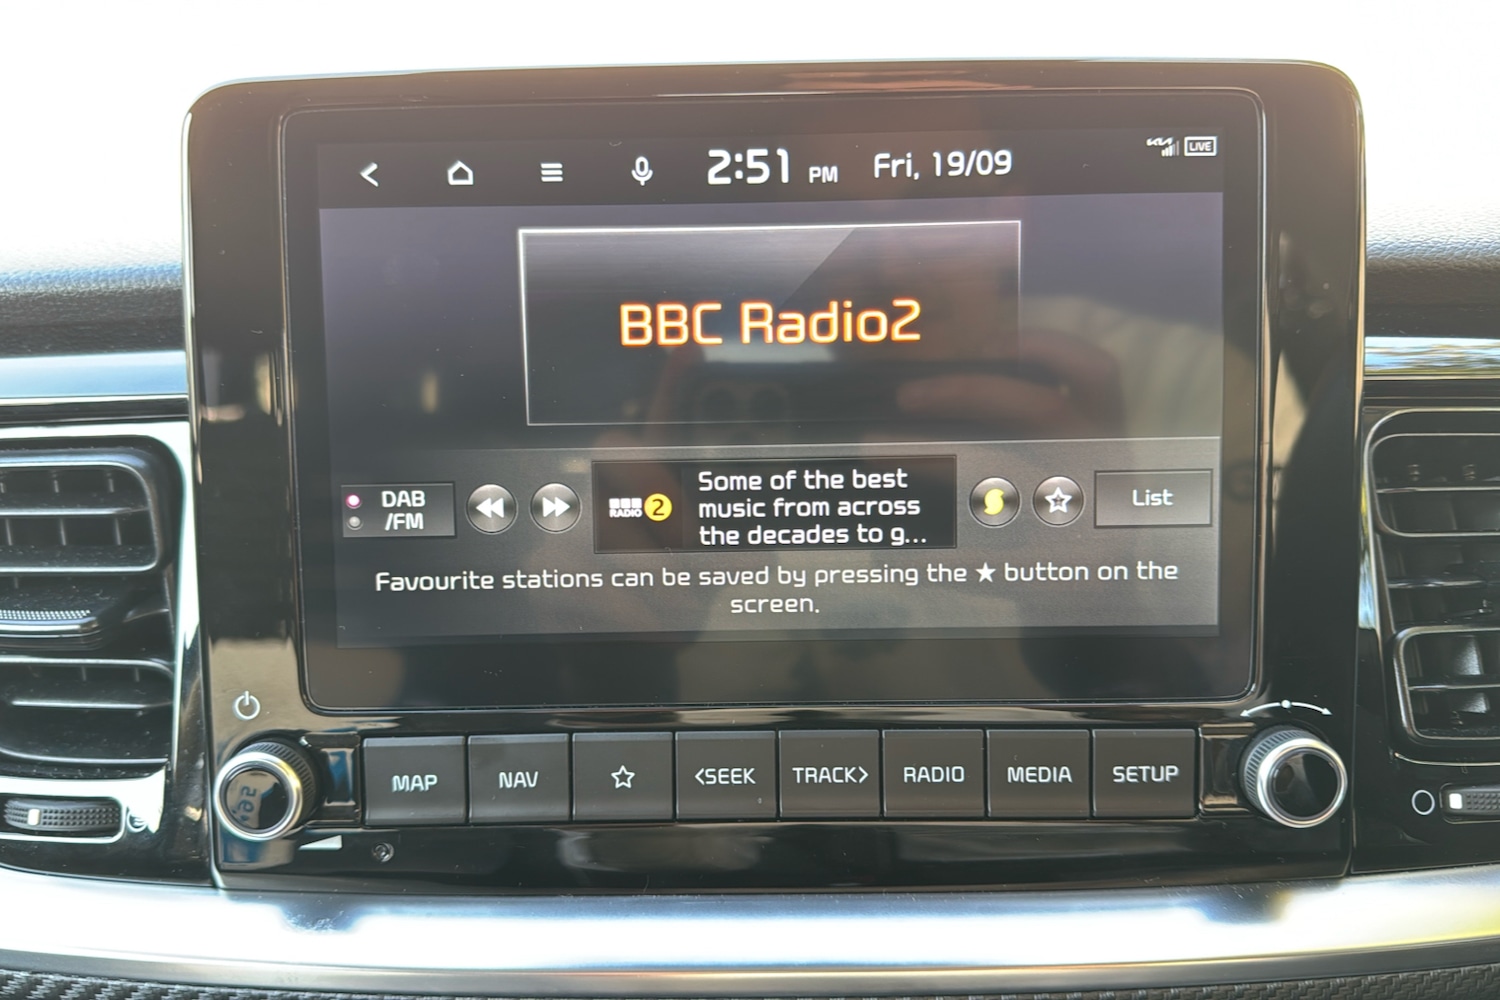 2:51 PM Fri, 19/09
LIVE
BBC Radio2
DAB
/FM
BBC
RADIO 2
Some of the best
music from across
the decades to g...
List
Favourite stations can be saved by pressing the ★ button on the
screen.
MAP
NAV
<SEEK
TRACK>
RADIO
MEDIA
SETUP